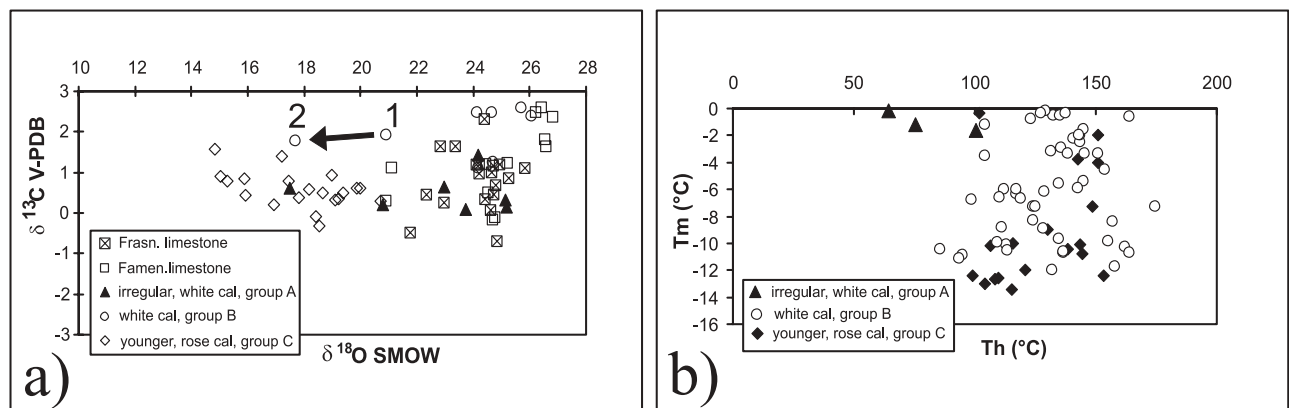 10 12 14 16 18 20 22 24 26 28
3
2
1
0
-1
2
-3
2 1
δ 13C V-PDB
Frasn. limestone
Famen.limestone
irregular, white cal, group A
white cal, group B
younger, rose cal, group C
δ 18O SMOW
a)
0 50 100 150 200
0
-2
-4
-6
-8
-10
-12
-14
-16
Tm (°C)
irregular, white cal, group A
white cal, group B
younger, rose cal, group C
Th (°C)
b)